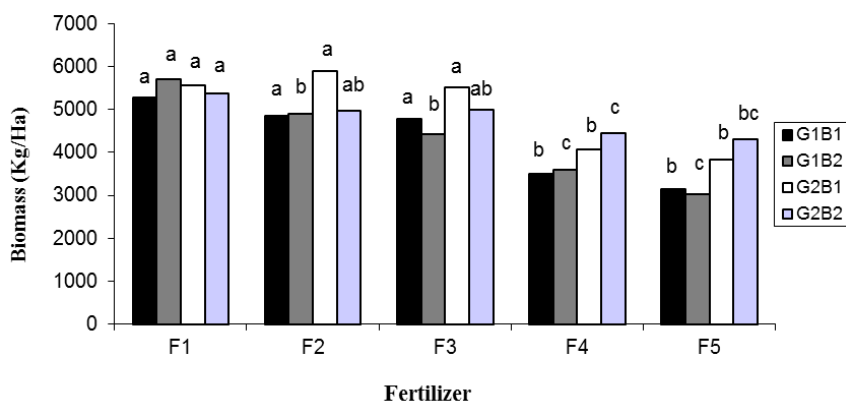 7000
6000
5000
4000
3000
2000
1000
0
Biomass (Kg/Ha)
a a a a
a b a ab
a b a ab
b c b c
b c b bc
F1 F2 F3 F4 F5
Fertilizer
G1B1
G1B2
G2B1
G2B2